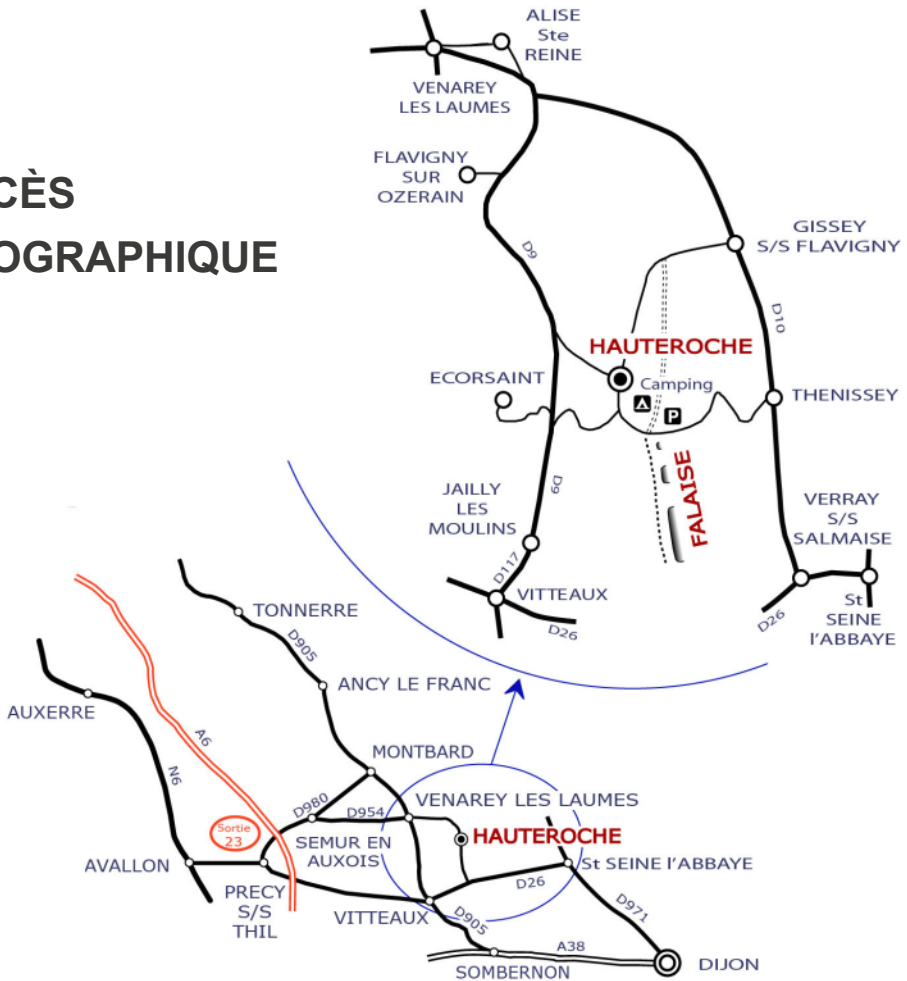 ALISE
Ste
REINE
VENAREY
LES LAUMES
CÈS
OGRAPHIQUE
FLAVIGNY
SUR
OZERAIN
GISSEY
S/S FLAVIGNY
D9
D10
HAUTEROCHE
ECORSAINT
Camping
P
THENISSEY
D9
FALAISE
JAILLY
LES
MOULINS
VERRAY
S/S
SALMAISE
D117
VITTEAUX
D26
D26
St
SEINE
l'ABBAYE
TONNERRE
D905
ANCY LE FRANC
AUXERRE
A6
N6
MONTBARD
D980
D954
VENAREY LES LAUMES
Sortie
23
SEMUR EN
AUXOIS
HAUTEROCHE
AVALLON
St SEINE l'ABBAYE
PRECY
S/S
THIL
D26
VITTEAUX
D905
D971
A38
SOMBERNON
DIJON